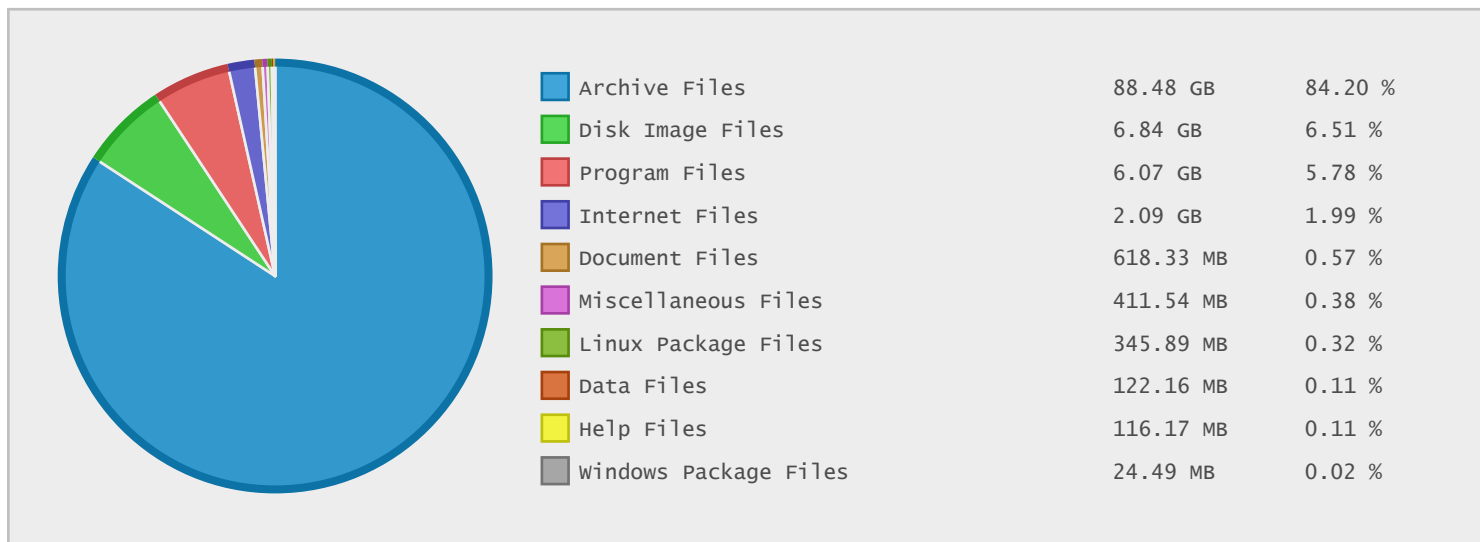 Archive Files 88.48 GB 84.20 %
Disk Image Files 6.84 GB 6.51 %
Program Files 6.07 GB 5.78 %
Internet Files 2.09 GB 1.99 %
Document Files 618.33 MB 0.57 %
Miscellaneous Files 411.54 MB 0.38 %
Linux Package Files 345.89 MB 0.32 %
Data Files 122.16 MB 0.11 %
Help Files 116.17 MB 0.11 %
Windows Package Files 24.49 MB 0.02 %